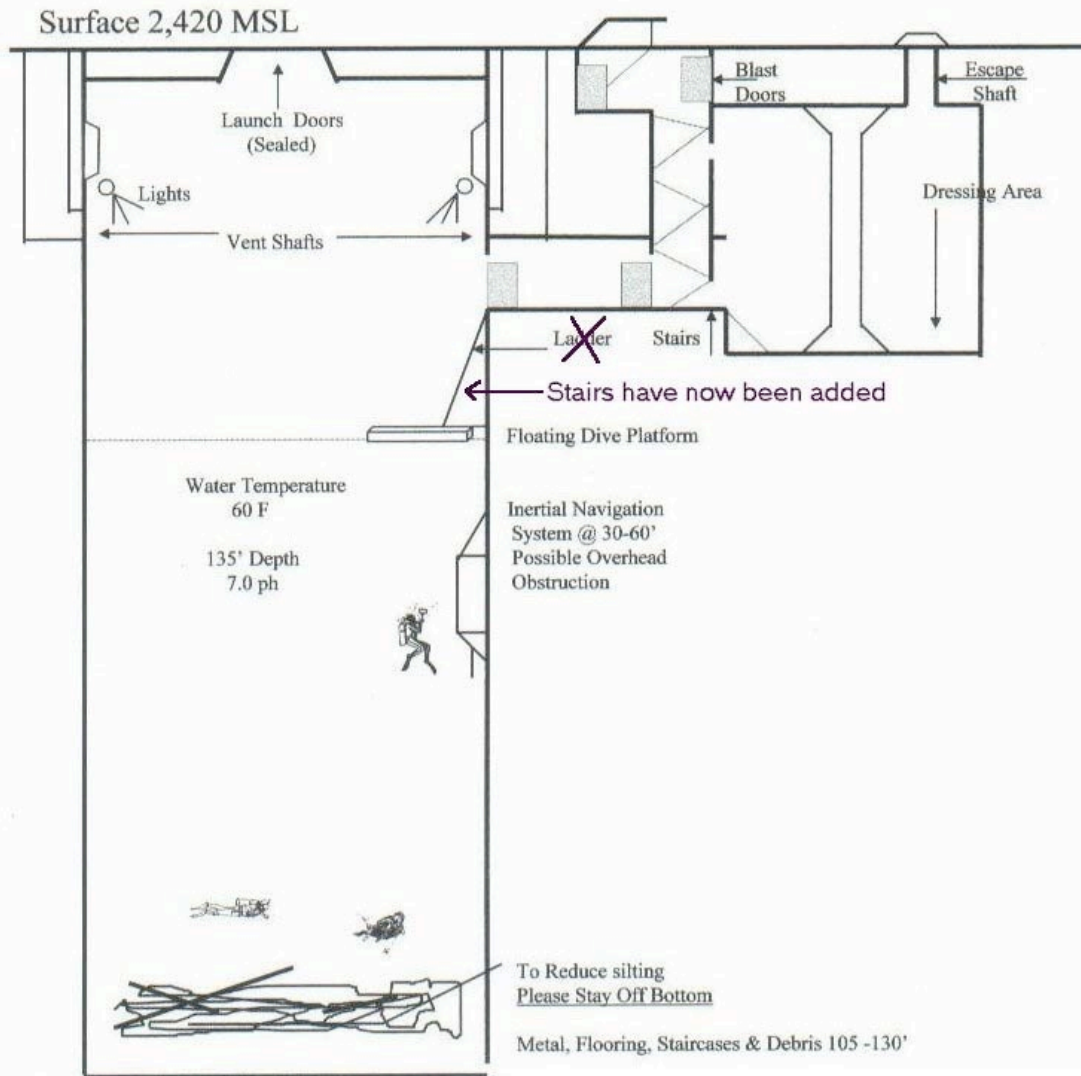 Surface 2,420 MSL
Blast
Doors
Escape
Shaft
Launch Doors
(Sealed)
Lights
Dressing Area
Vent Shafts
Ladder
Stairs
Stairs have now been added
Floating Dive Platform
Water Temperature
60 F
Inertial Navigation
System @ 30-60’
Possible Overhead
Obstruction
135’ Depth
7.0 ph
To Reduce silting
Please Stay Off Bottom
Metal, Flooring, Staircases & Debris 105 -130’